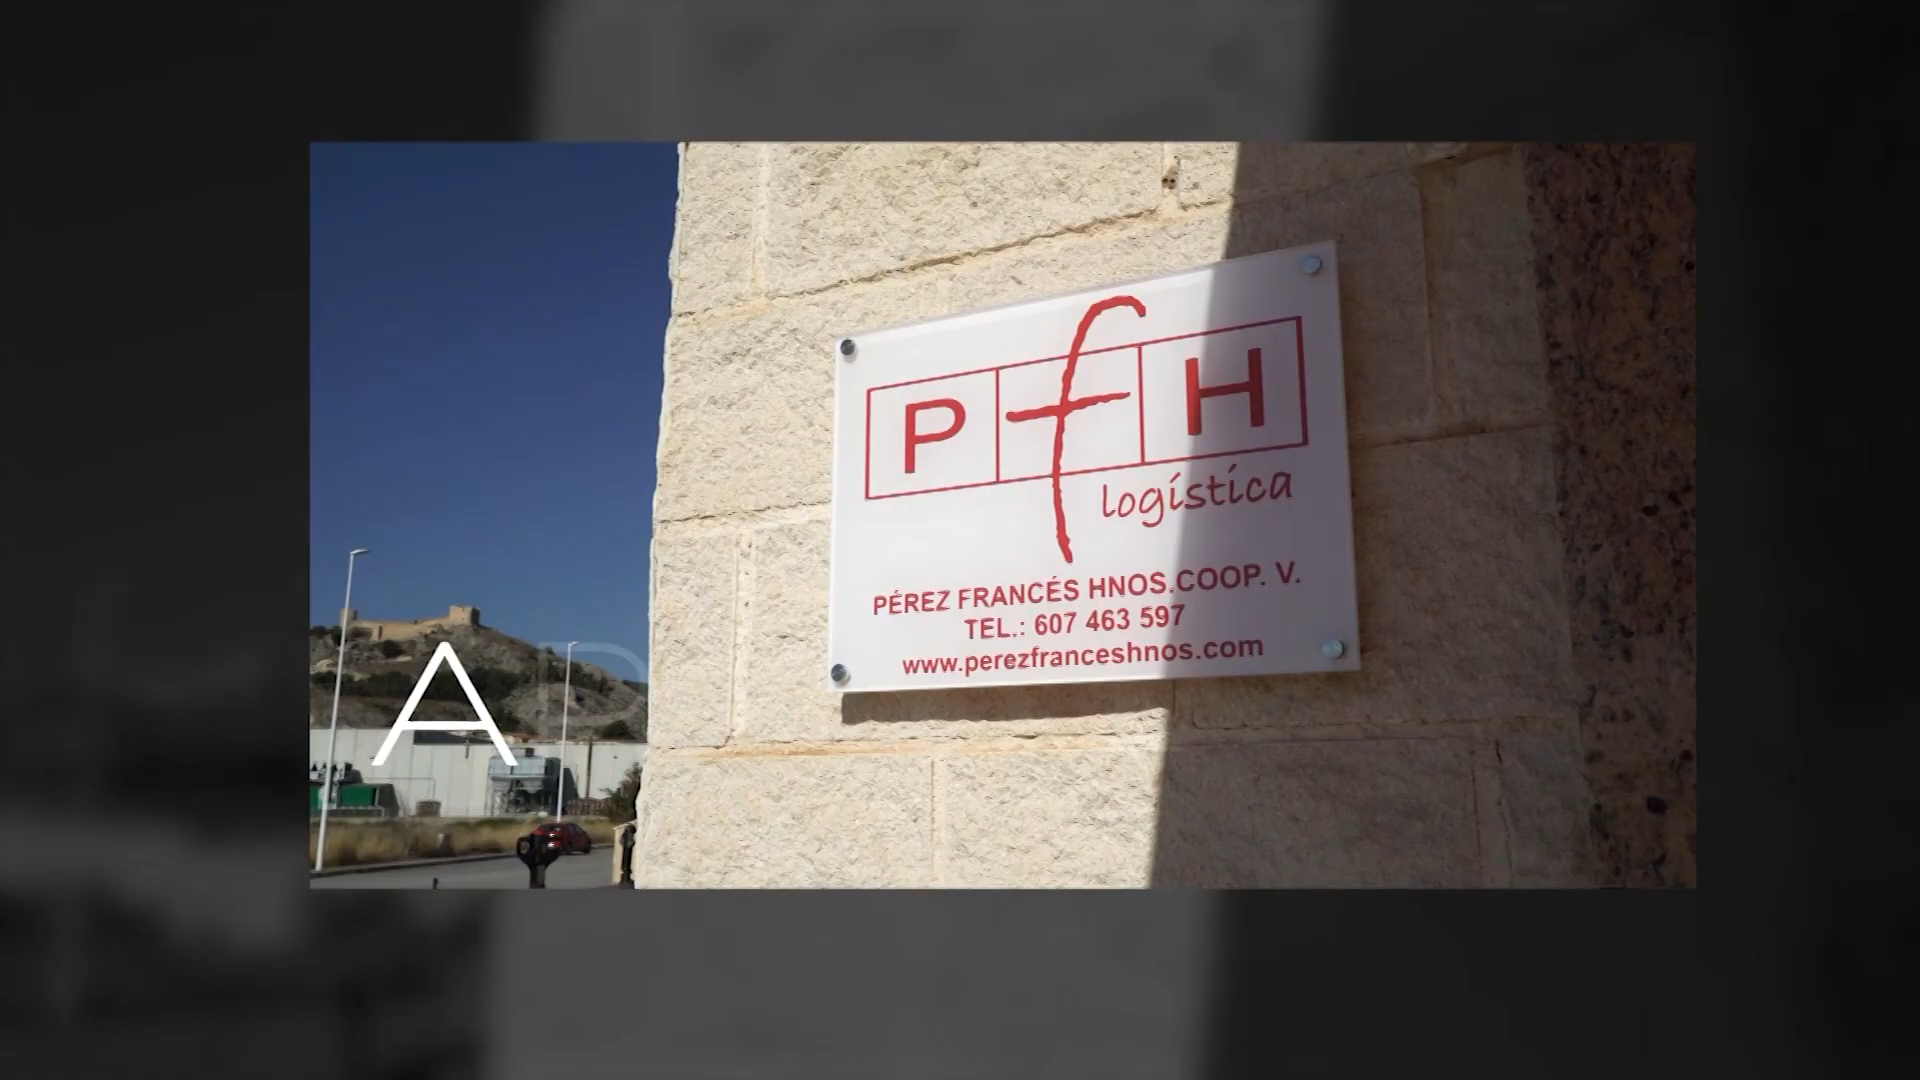 P f H
logística
PÉREZ FRANCÉS HNOS.COOP. V.
TEL.: 607 463 597
www.perezfranceshnos.com
A